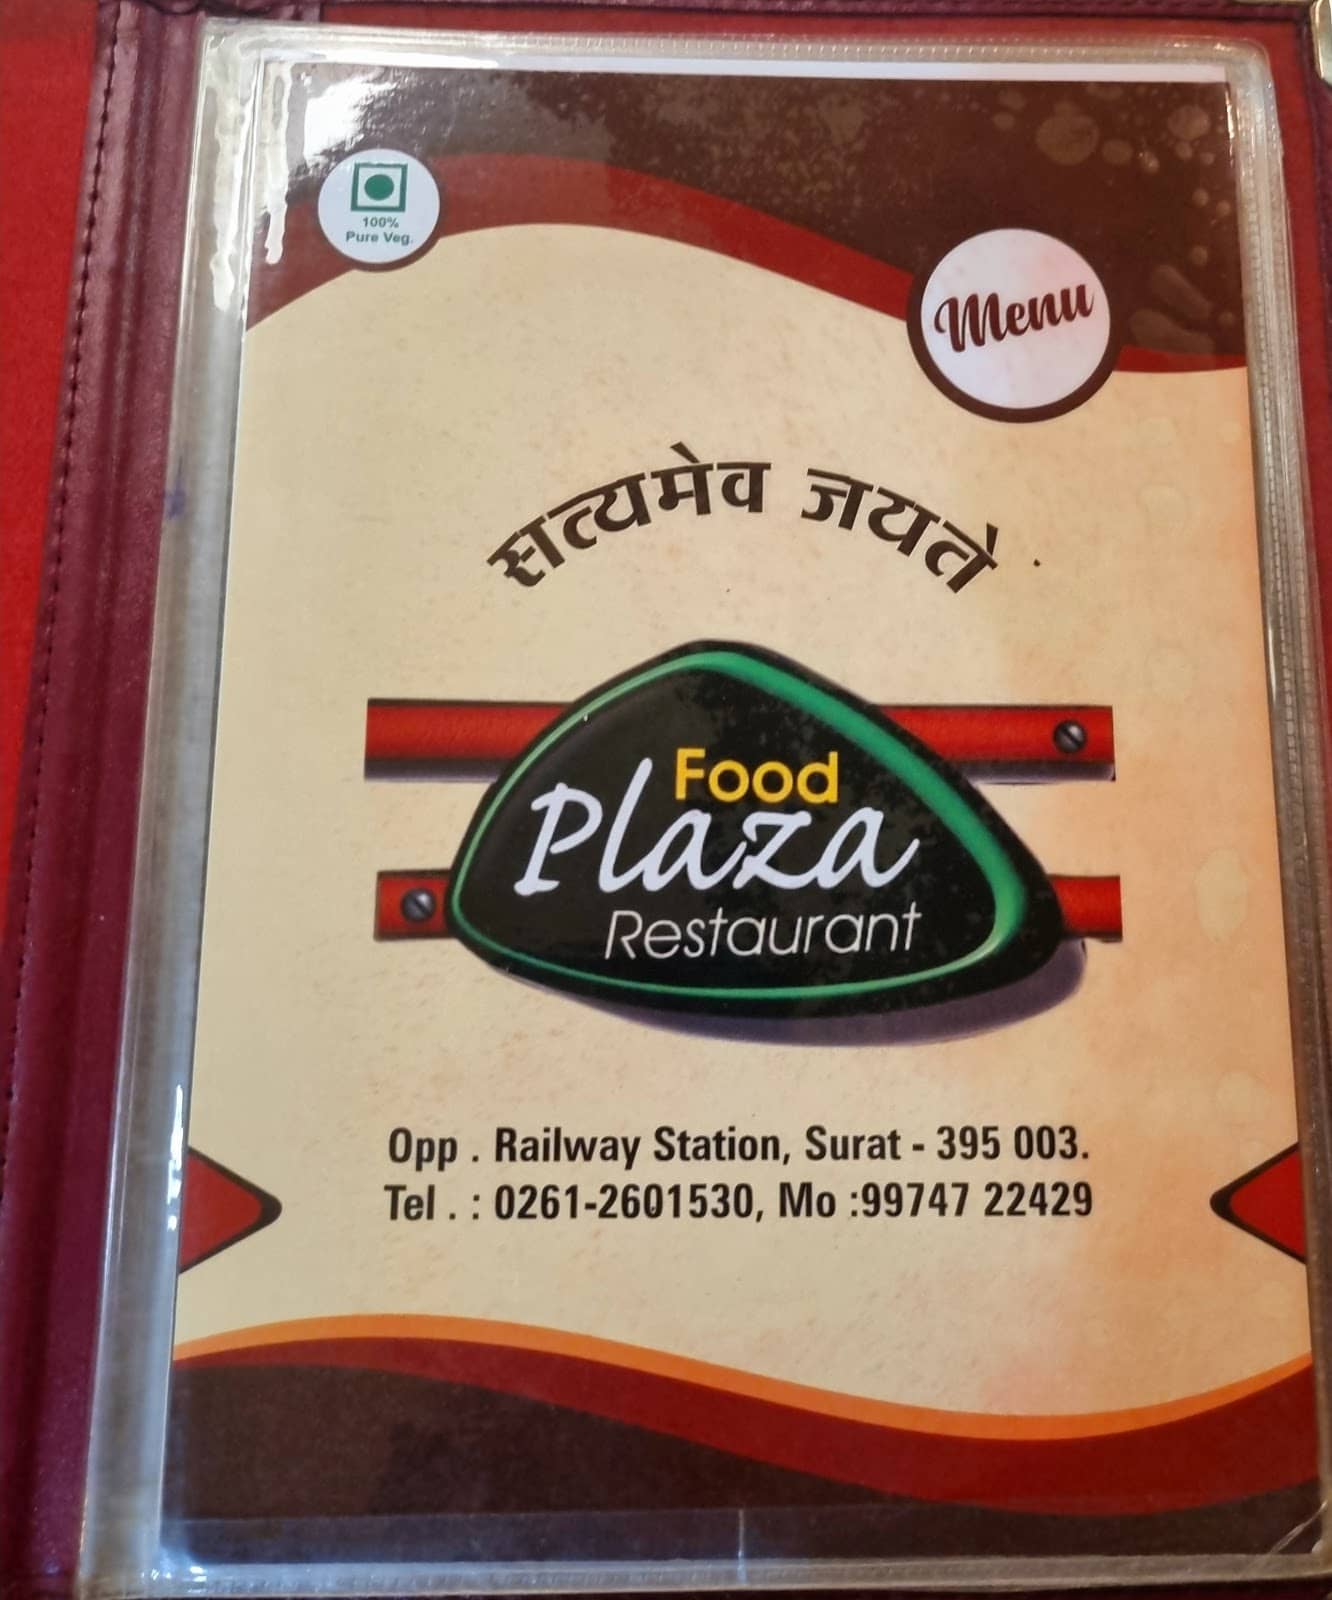 100%
Pure Veg.
Menu
सत्यमेव जयते
Food
Plaza
Restaurant
Opp . Railway Station, Surat - 395 003.
Tel . : 0261-2601530, Mo :99747 22429